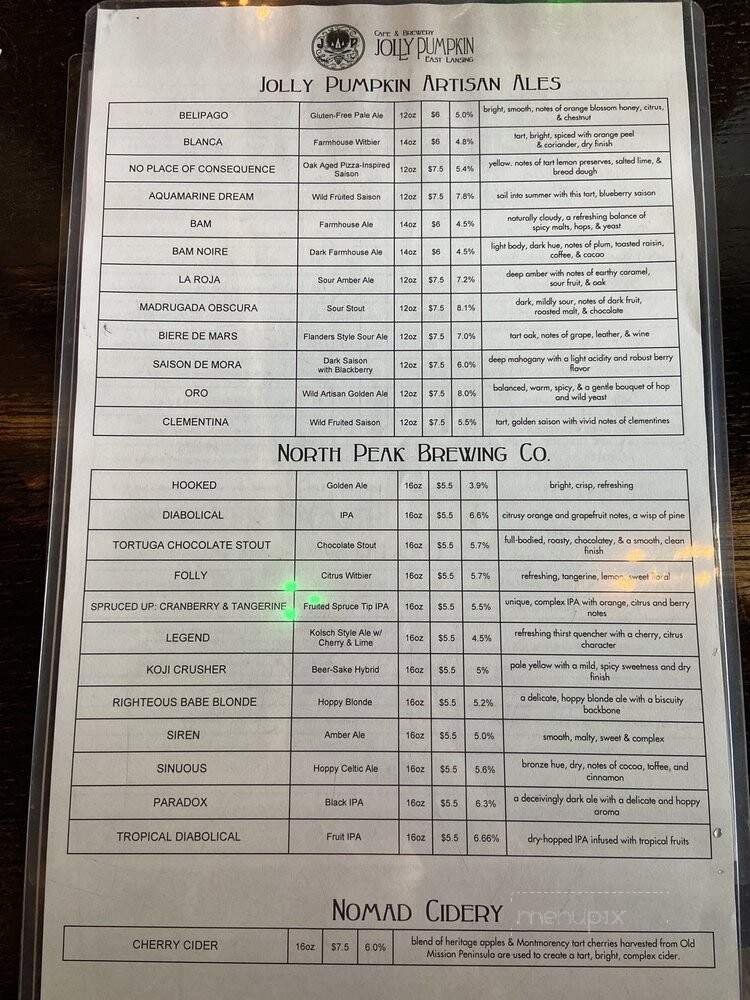 CAFE & BREWERY
JOLLY PUMPKIN
EAST LANSING
JOLLY PUMPKIN ARTISAN ALES
BELIPAGO Gluten-Free Pale Ale 12oz $6 5.0% bright, smooth, notes of orange blossom honey, citrus,
& chestnut
BLANCA Farmhouse Witbier 14oz $6 4.8% tart, bright, spiced with orange peel
& coriander, dry finish
NO PLACE OF CONSEQUENCE Oak Aged Pizza-Inspired
Saison 12oz $7.5 5.4% yellow. notes of tart lemon preserves, salted lime, &
bread dough
AQUAMARINE DREAM Wild Fruited Saison 12oz $7.5 7.8% sail into summer with this tart, blueberry saison
BAM Farmhouse Ale 14oz $6 4.5% naturally cloudy, a refreshing balance of
spicy malts, hops, & yeast
BAM NOIRE Dark Farmhouse Ale 14oz $6 4.5% light body, dark hue, notes of plum, toasted raisin,
coffee, & cacao
LA ROJA Sour Amber Ale 12oz $7.5 7.2% deep amber with notes of earthy caramel,
sour fruit, & oak
MADRUGADA OBSCURA Sour Stout 12oz $7.5 8.1% dark, mildly sour, notes of dark fruit,
roasted malt, & chocolate
BIERE DE MARS Flanders Style Sour Ale 12oz $7.5 7.0% tart oak, notes of grape, leather, & wine
SAISON DE MORA Dark Saison
with Blackberry 12oz $7.5 6.0% deep mahogany with a light acidity and robust berry
flavor
ORO Wild Artisan Golden Ale 12oz $7.5 8.0% balanced, warm, spicy, & a gentle bouquet of hop
and wild yeast
CLEMENTINA Wild Fruited Saison 12oz $7.5 5.5% tart, golden saison with vivid notes of clementines
NORTH PEAK BREWING CO.
HOOKED Golden Ale 16oz $5.5 3.9% bright, crisp, refreshing
DIABOLICAL IPA 16oz $5.5 6.6% citrusy orange and grapefruit notes, a wisp of pine
TORTUGA CHOCOLATE STOUT Chocolate Stout 16oz $5.5 5.7% full-bodied, roasty, chocolatey, & a smooth, clean
finish
FOLLY Citrus Witbier 16oz $5.5 5.7% refreshing, tangerine, lemon, sweet floral
SPRUCED UP: CRANBERRY & TANGERINE Fruited Spruce Tip IPA 16oz $5.5 5.5% unique, complex IPA with orange, citrus and berry
notes
LEGEND Kolsch Style Ale w/
Cherry & Lime 16oz $5.5 4.5% refreshing thirst quencher with a cherry, citrus
character
KOJI CRUSHER Beer-Sake Hybrid 16oz $5.5 5% pale yellow with a mild, spicy sweetness and dry
finish
RIGHTEOUS BABE BLONDE Hoppy Blonde 16oz $5.5 5.2% a delicate, hoppy blonde ale with a biscuity
backbone
SIREN Amber Ale 16oz $5.5 5.0% smooth, malty, sweet & complex
SINUOUS Hoppy Celtic Ale 16oz $5.5 5.6% bronze hue, dry, notes of cocoa, toffee, and
cinnamon
PARADOX Black IPA 16oz $5.5 6.3% a deceivingly dark ale with a delicate and hoppy
aroma
TROPICAL DIABOLICAL Fruit IPA 16oz $5.5 6.66% dry-hopped IPA infused with tropical fruits
NOMAD CIDERY
menupix
CHERRY CIDER 16oz $7.5 6.0% blend of heritage apples & Montmorency tart cherries harvested from Old
Mission Peninsula are used to create a tart, bright, complex cider.